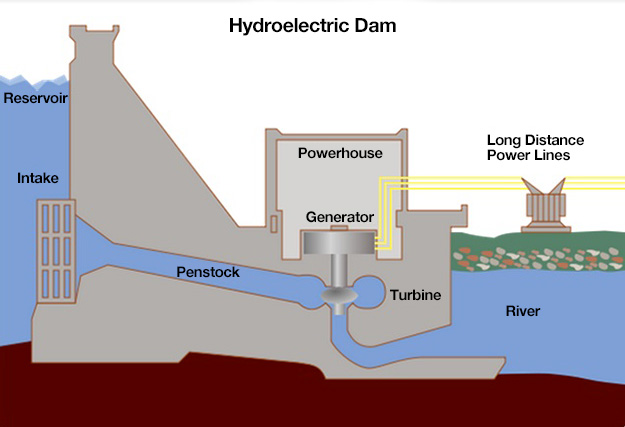 Hydroelectric Dam
Reservoir
Intake
Powerhouse
Generator
Long Distance
Power Lines
Penstock
Turbine
River